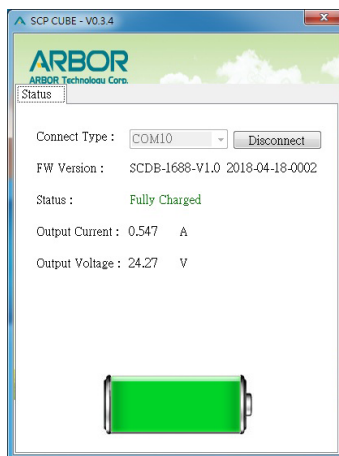 SCP CUBE - V0.3.4
ARBOR
ARBOR Technology Corp.
Status
Connect Type : COM10 Disconnect
FW Version : SCDB-1688-V1.0 2018-04-18-0002
Status : Fully Charged
Output Current : 0.547 A
Output Voltage : 24.27 V